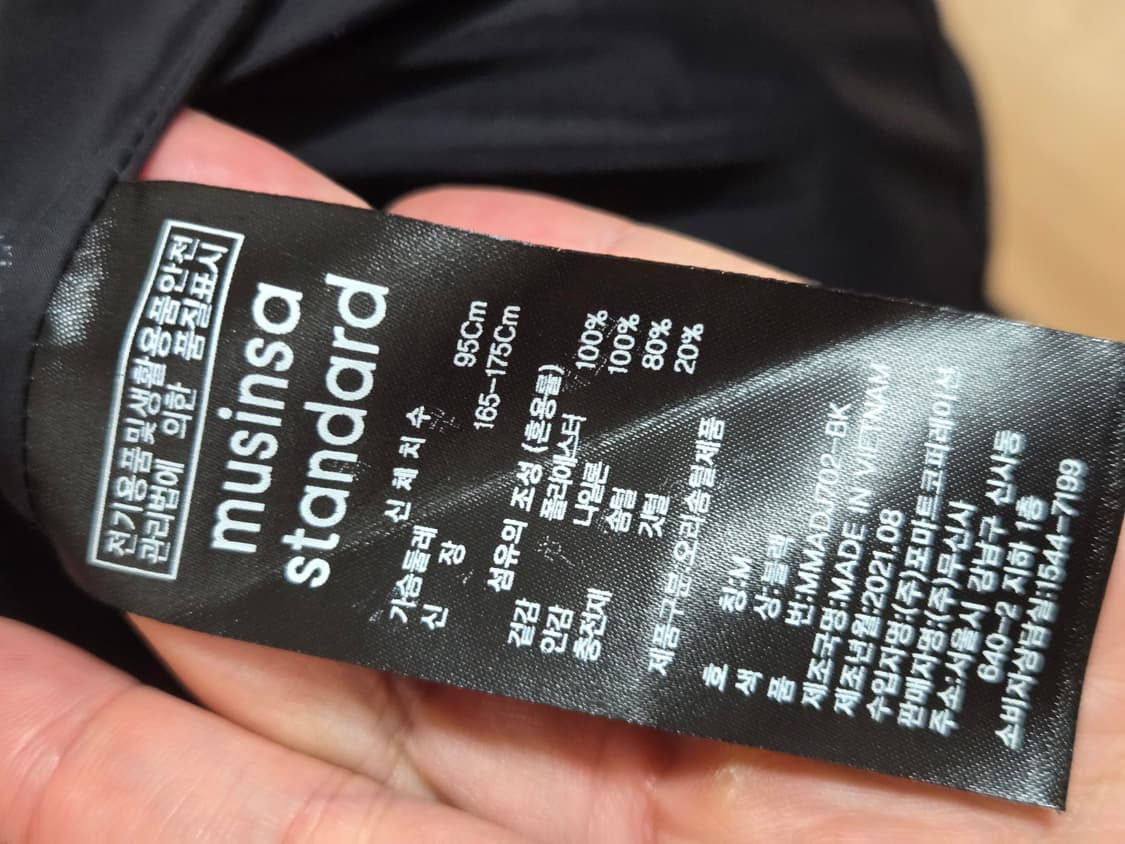 전기용품및생활용품안전
관리법에 의한 품질표시
musinsa
standard
신 체 치 수
가슴둘레 95Cm
신 장 165-175Cm
섬유의 조성 (혼용률)
겉감 폴리에스터 100%
안감 나일론 100%
충전재 솜털 80%
깃털 20%
제품구분:오리솜털제품
호 칭:M
색 상:블랙
품 번:MMADJ702-BK
제조국명:MADE IN VIETNAM
제조년월:2021.08
수입자명:(주)포마트코퍼레이션
판매자명:(주)무신사
주소:서울시 강남구 신사동
640-2 지하 1층
소비자상담실:1544-7199